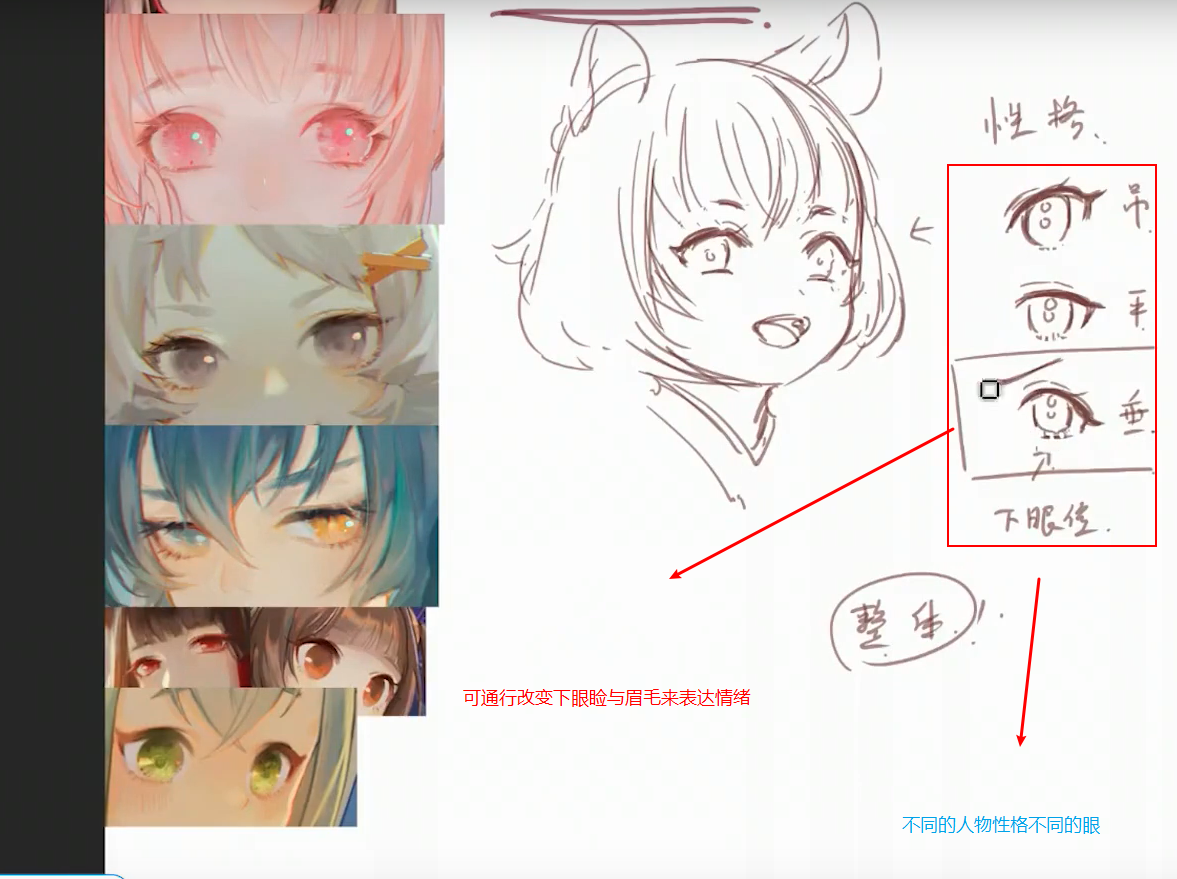 性格.
吊.
平
垂.
下眼位.
整体!
可通行改变下眼睑与眉毛来表达情绪
不同的人物性格不同的眼